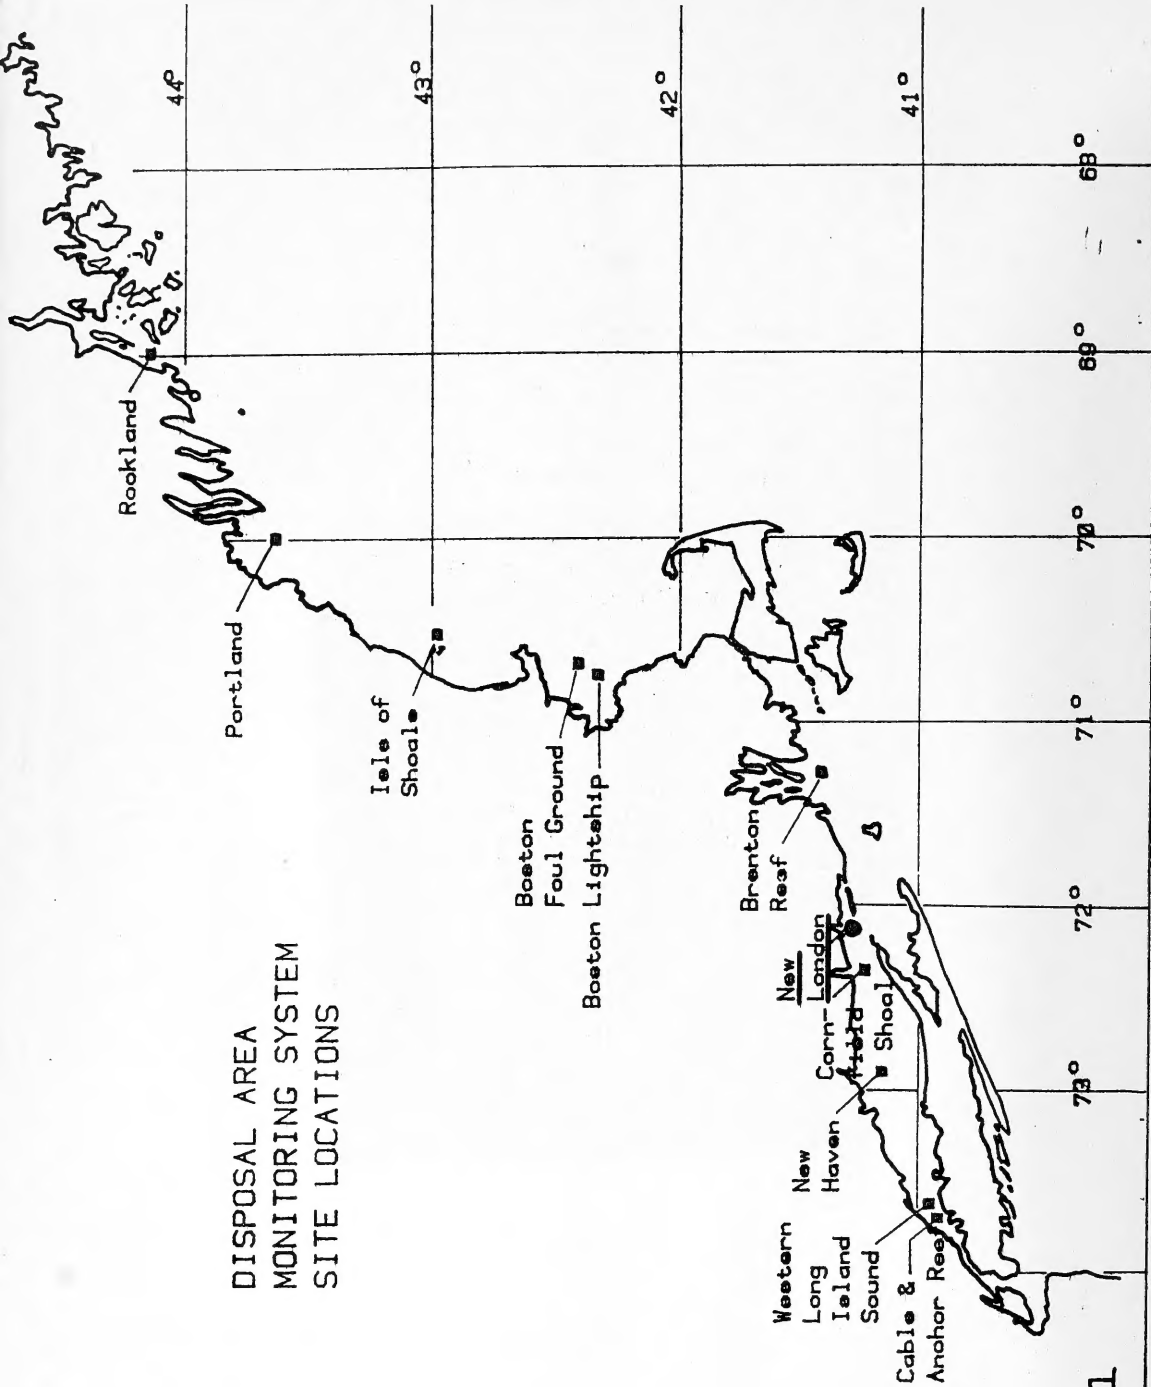 DISPOSAL AREA
MONITORING SYSTEM
SITE LOCATIONS
Rockland
Portland
Isle of
Shoals
Boston
Foul Ground
Boston Lightship
Brenton
Reef
New
London
Corn-
field
Shoal
New
Haven
Western
Long
Island
Sound
Cable &
Anchor Reef
44°
43°
42°
41°
68°
69°
70°
71°
72°
73°
1